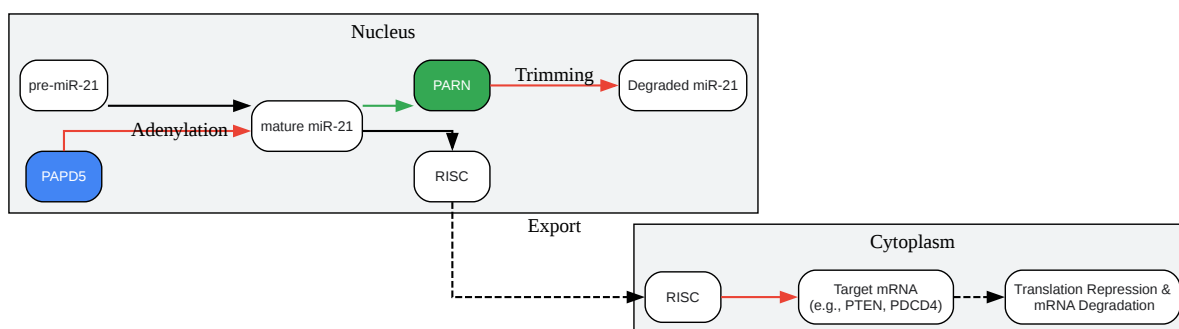 Nucleus
pre-miR-21
PARN
Trimming
Degraded miR-21
Adenylation
mature miR-21
PAPD5
RISC
Export
Cytoplasm
RISC
Target mRNA
(e.g., PTEN, PDCD4)
Translation Repression &
mRNA Degradation